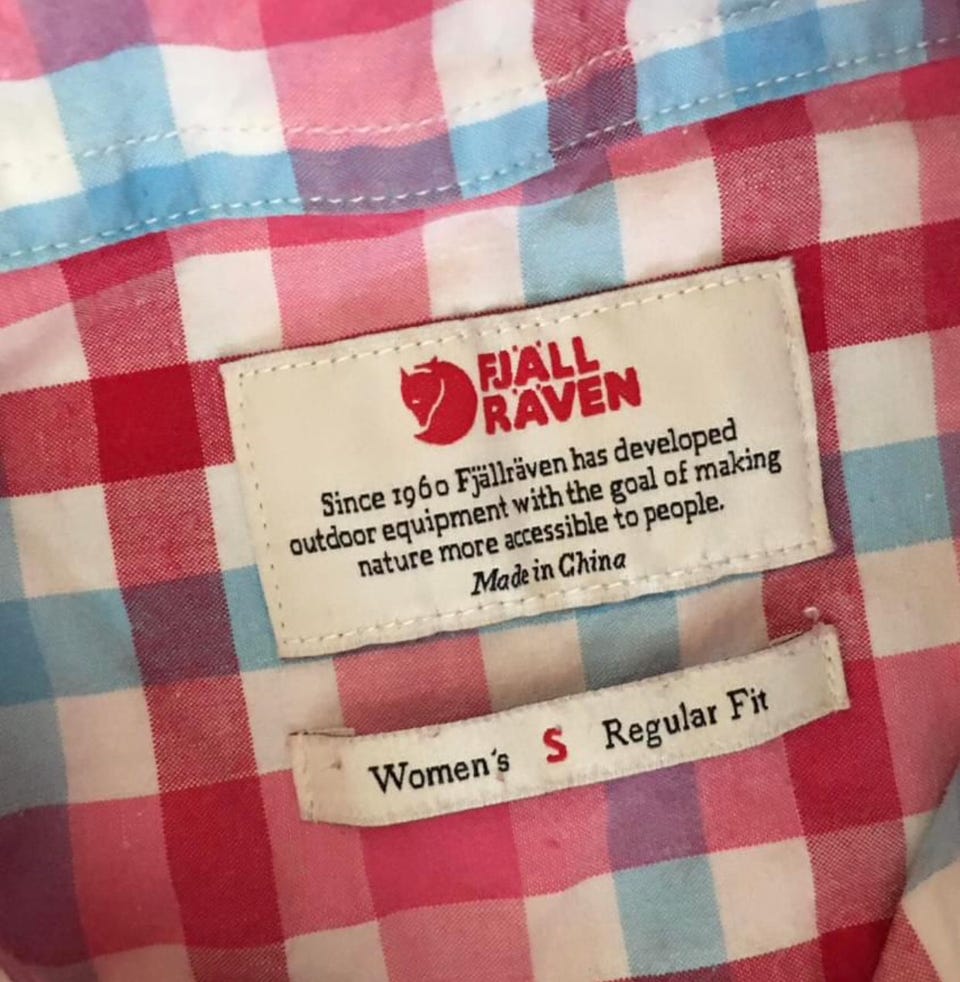 FJÄLL
RÄVEN
Since 1960 Fjällräven has developed
outdoor equipment with the goal of making
nature more accessible to people.
Made in China
Women's S Regular Fit